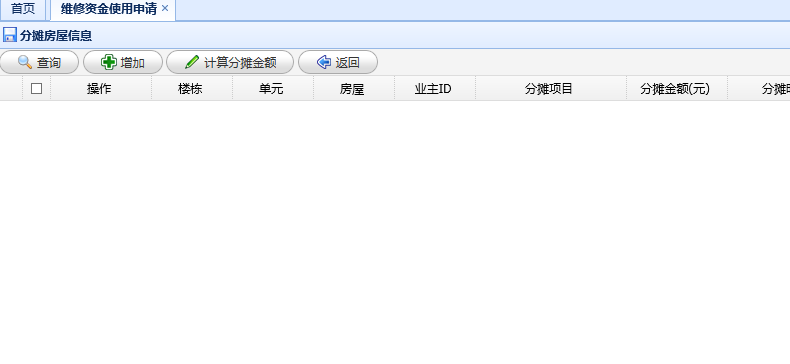 首页 维修资金使用申请
分摊房屋信息
查询 增加 计算分摊金额 返回
操作 楼栋 单元 房屋 业主ID 分摊项目 分摊金额(元) 分摊